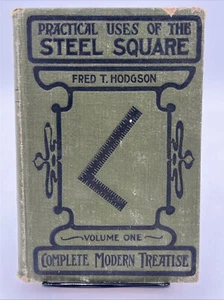 PRACTICAL USES OF THE
STEEL SQUARE
FRED T. HODGSON
VOLUME ONE
COMPLETE MODERN TREATISE